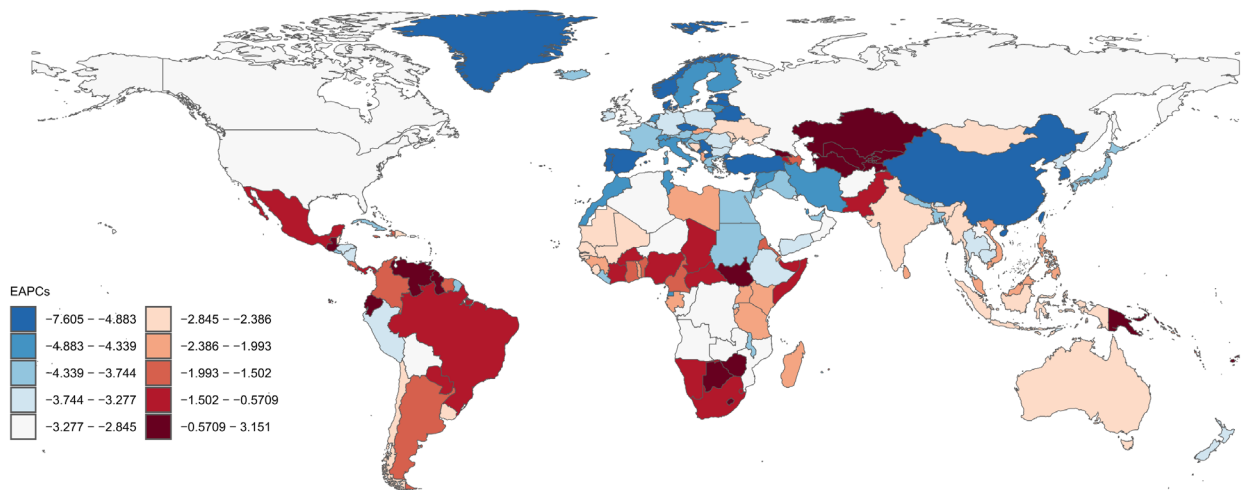 EAPCs
−7.605 – −4.883
−4.883 – −4.339
−4.339 – −3.744
−3.744 – −3.277
−3.277 – −2.845
−2.845 – −2.386
−2.386 – −1.993
−1.993 – −1.502
−1.502 – −0.5709
−0.5709 – 3.151